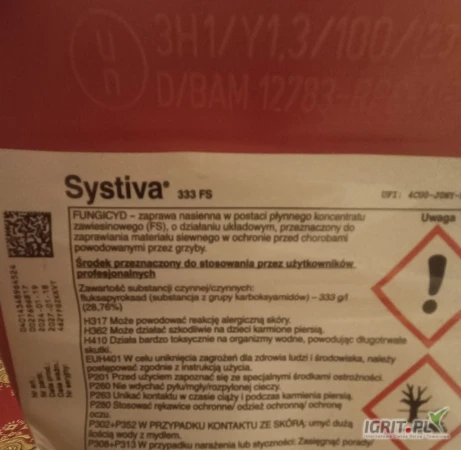 3H1/Y1,3/100/
u
n
D/BAM 12783-
Systiva® 333 FS
UFI: 4C00-
FUNGICYD – zaprawa nasienna w postaci płynnego koncentratu
zawiesinowego (FS), o działaniu układowym, przeznaczony do
zaprawiania materiału siewnego w ochronie przed chorobami
powodowanymi przez grzyby.
Uwaga
Środek przeznaczony do stosowania przez użytkowników
profesjonalnych
Zawartość substancji czynnej/czynnych:
fluksapyroksad (substancja z grupy karboksyamidów) – 333 g/l
(28,76%)
H317 Może powodować reakcję alergiczną skóry.
H362 Może działać szkodliwie na dzieci karmione piersią.
H410 Działa bardzo toksycznie na organizmy wodne, powodując długotrwałe
skutki.
EUH401 W celu uniknięcia zagrożeń dla zdrowia ludzi i środowiska, należy
postępować zgodnie z instrukcją użycia.
P201 Przed użyciem zapoznać się ze specjalnymi środkami ostrożności.
P260 Nie wdychać pyłu/mgły/rozpylonej cieczy.
P263 Unikać kontaktu w czasie ciąży i podczas karmienia piersią.
P280 Stosować rękawice ochronne/ odzież ochronną/ ochronę
oczu.
P302+P352 W PRZYPADKU KONTAKTU ZE SKÓRĄ: umyć dużą
ilością wody z mydłem.
P308+P313 W przypadku narażenia lub styczności: Zasięgnąć porady/
IGRIT.PL